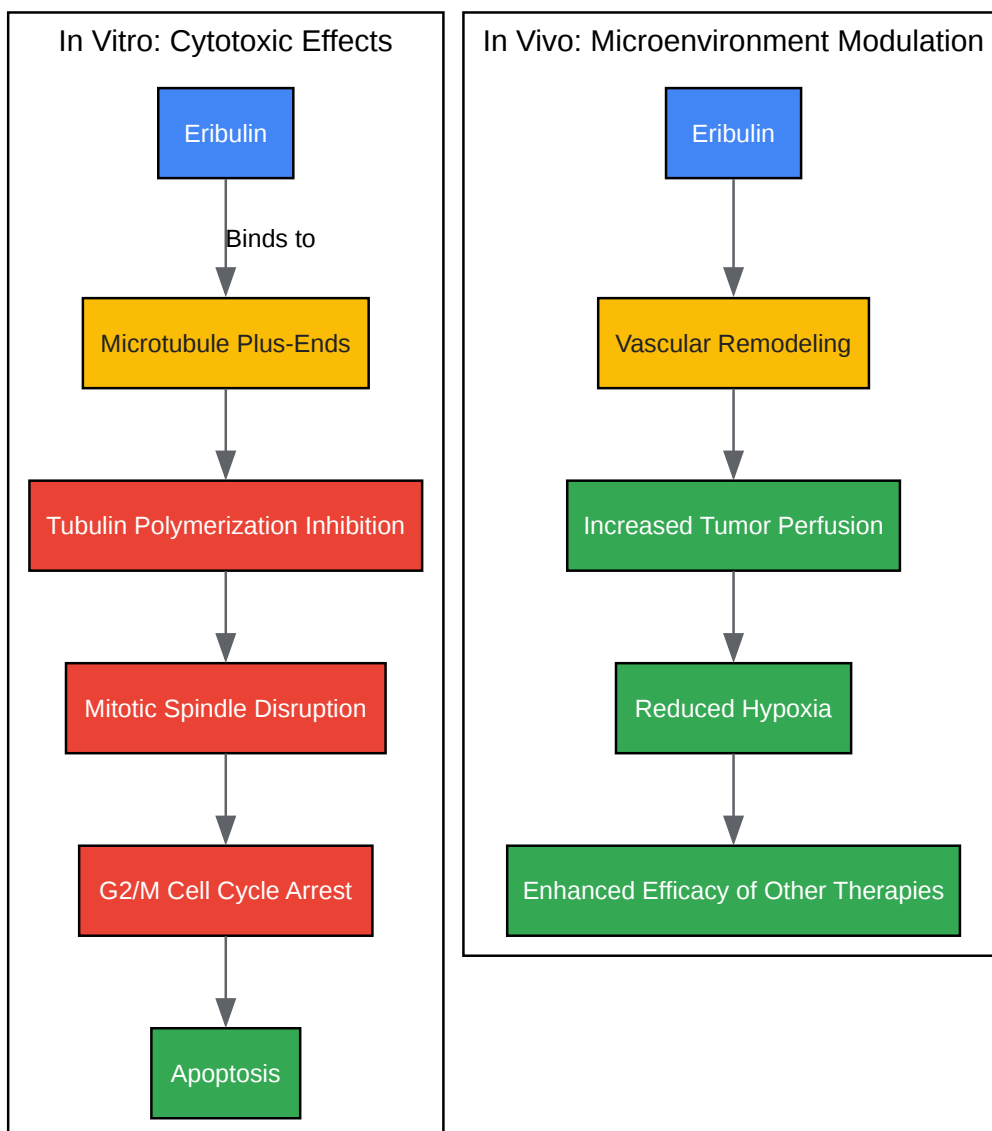 In Vitro: Cytotoxic Effects
Eribulin
Binds to
Microtubule Plus-Ends
Tubulin Polymerization Inhibition
Mitotic Spindle Disruption
G2/M Cell Cycle Arrest
Apoptosis
In Vivo: Microenvironment Modulation
Eribulin
Vascular Remodeling
Increased Tumor Perfusion
Reduced Hypoxia
Enhanced Efficacy of Other Therapies